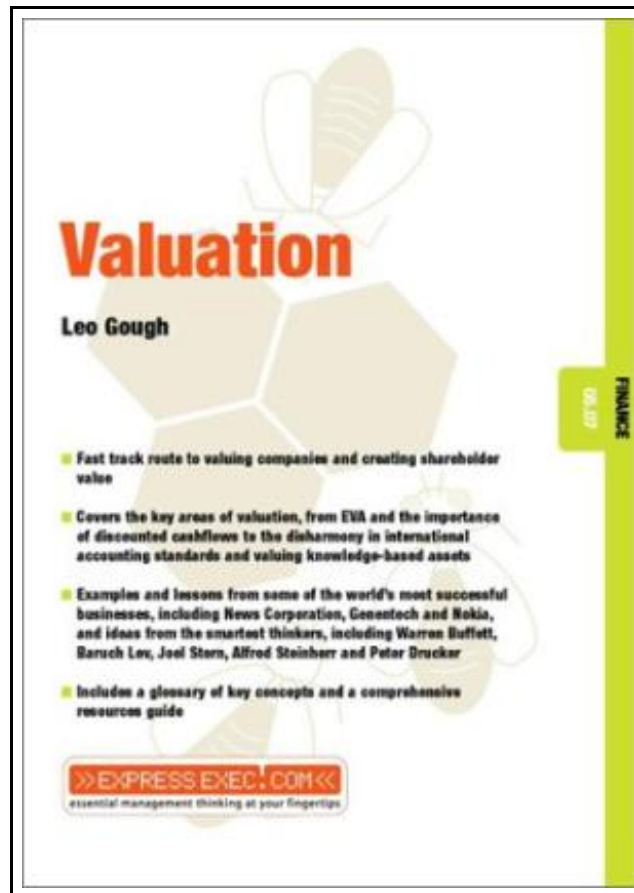 Valuation
Leo Gough
Fast track route to valuing companies and creating shareholder
value
Covers the key areas of valuation, from EVA and the importance
of discounted cashflows to the disharmony in international
accounting standards and valuing knowledge-based assets
Examples and lessons from some of the world's most successful
businesses, including News Corporation, Genentech and Nokia,
and ideas from the smartest thinkers, including Warren Buffett,
Baruch Lev, Joel Stern, Alfred Steinherr and Peter Drucker
Includes a glossary of key concepts and a comprehensive
resources guide
>>EXPRESS EXEC!COM<<
essential management thinking at your fingertips
FINANCE
05.07